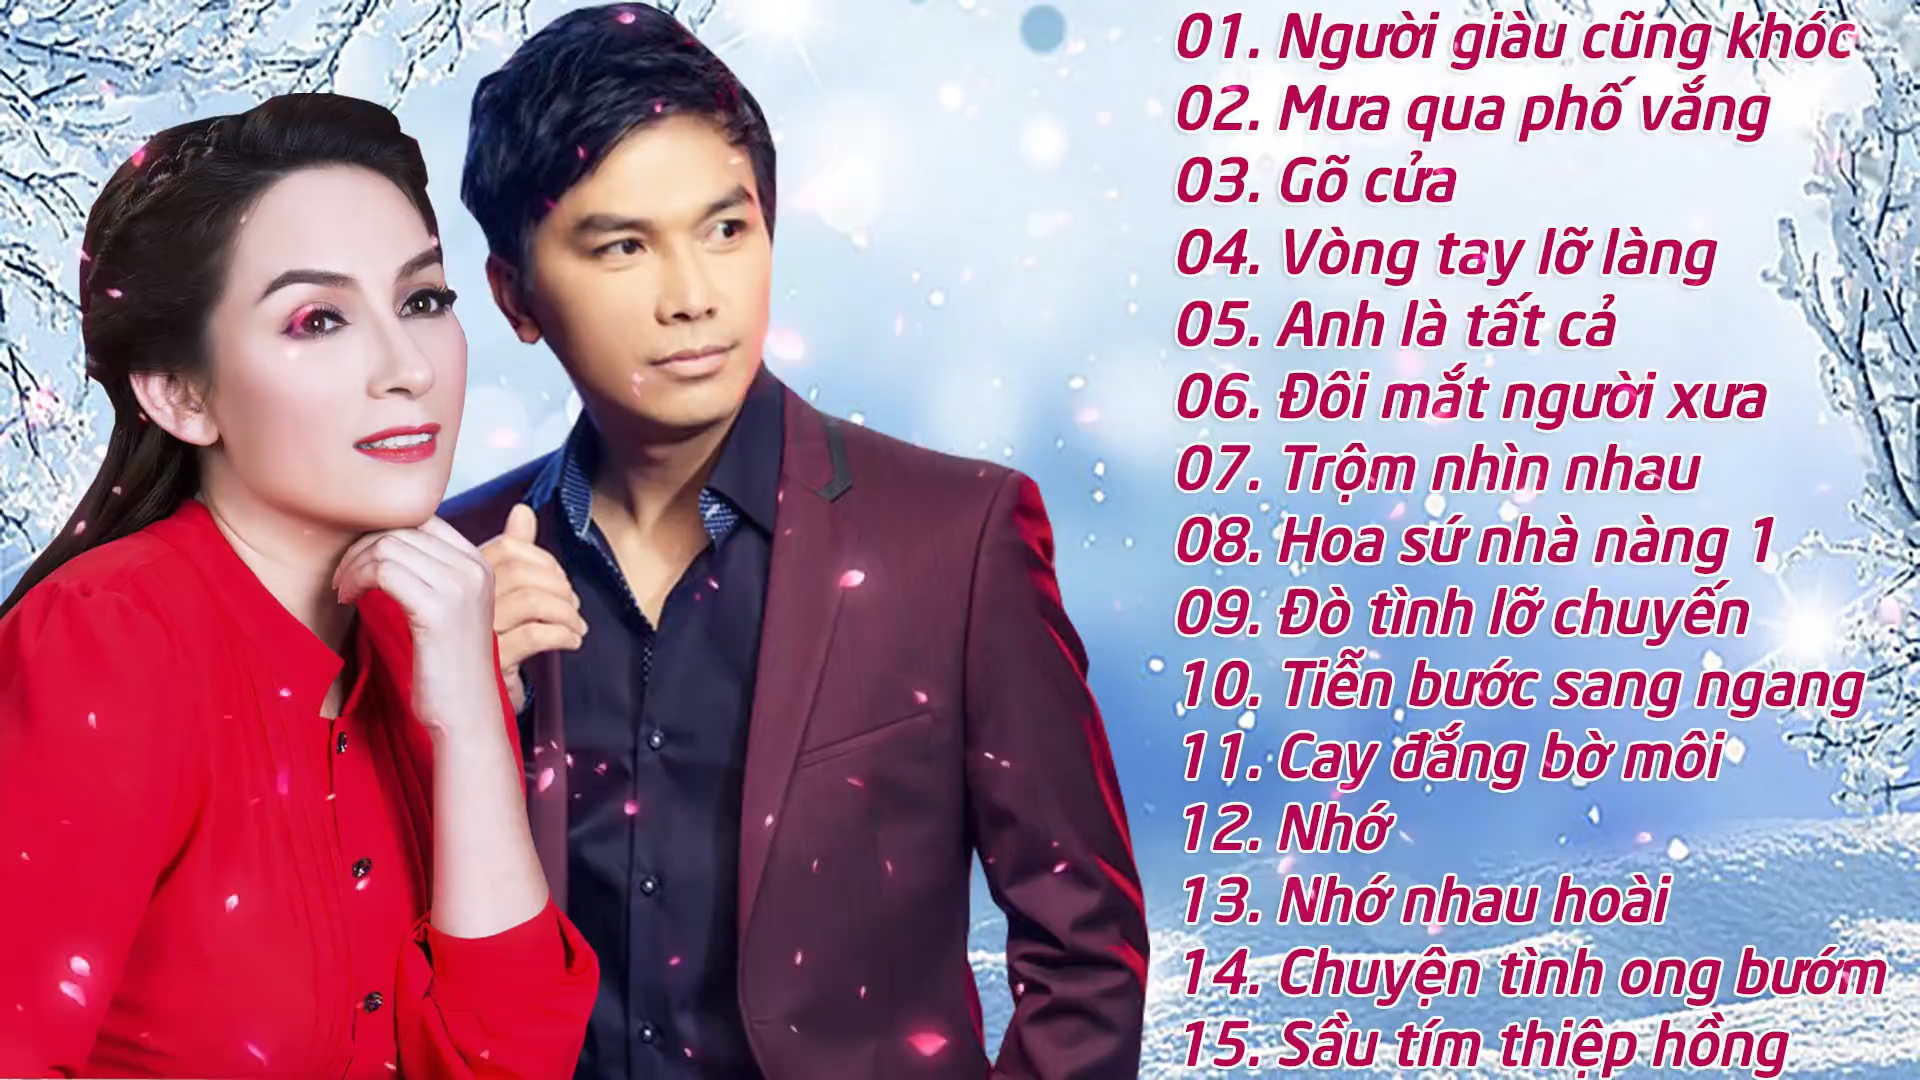 01. Người giàu cũng khóc
02. Mưa qua phố vắng
03. Gõ cửa
04. Vòng tay lỡ làng
05. Anh là tất cả
06. Đôi mắt người xưa
07. Trộm nhìn nhau
08. Hoa sứ nhà nàng 1
09. Đò tình lỡ chuyến
10. Tiễn bước sang ngang
11. Cay đắng bờ môi
12. Nhớ
13. Nhớ nhau hoài
14. Chuyện tình ong bướm
15. Sầu tím thiệp hồng